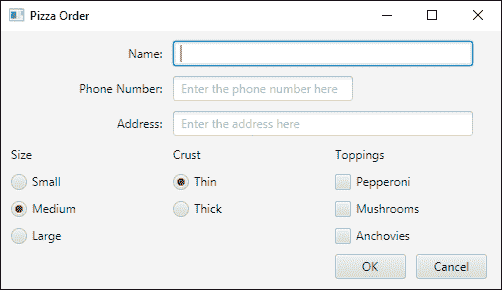 Pizza Order
Name:
Phone Number: Enter the phone number here
Address: Enter the address here
Size Crust Toppings
Small Thin Pepperoni
Medium Thick Mushrooms
Large Anchovies
OK Cancel